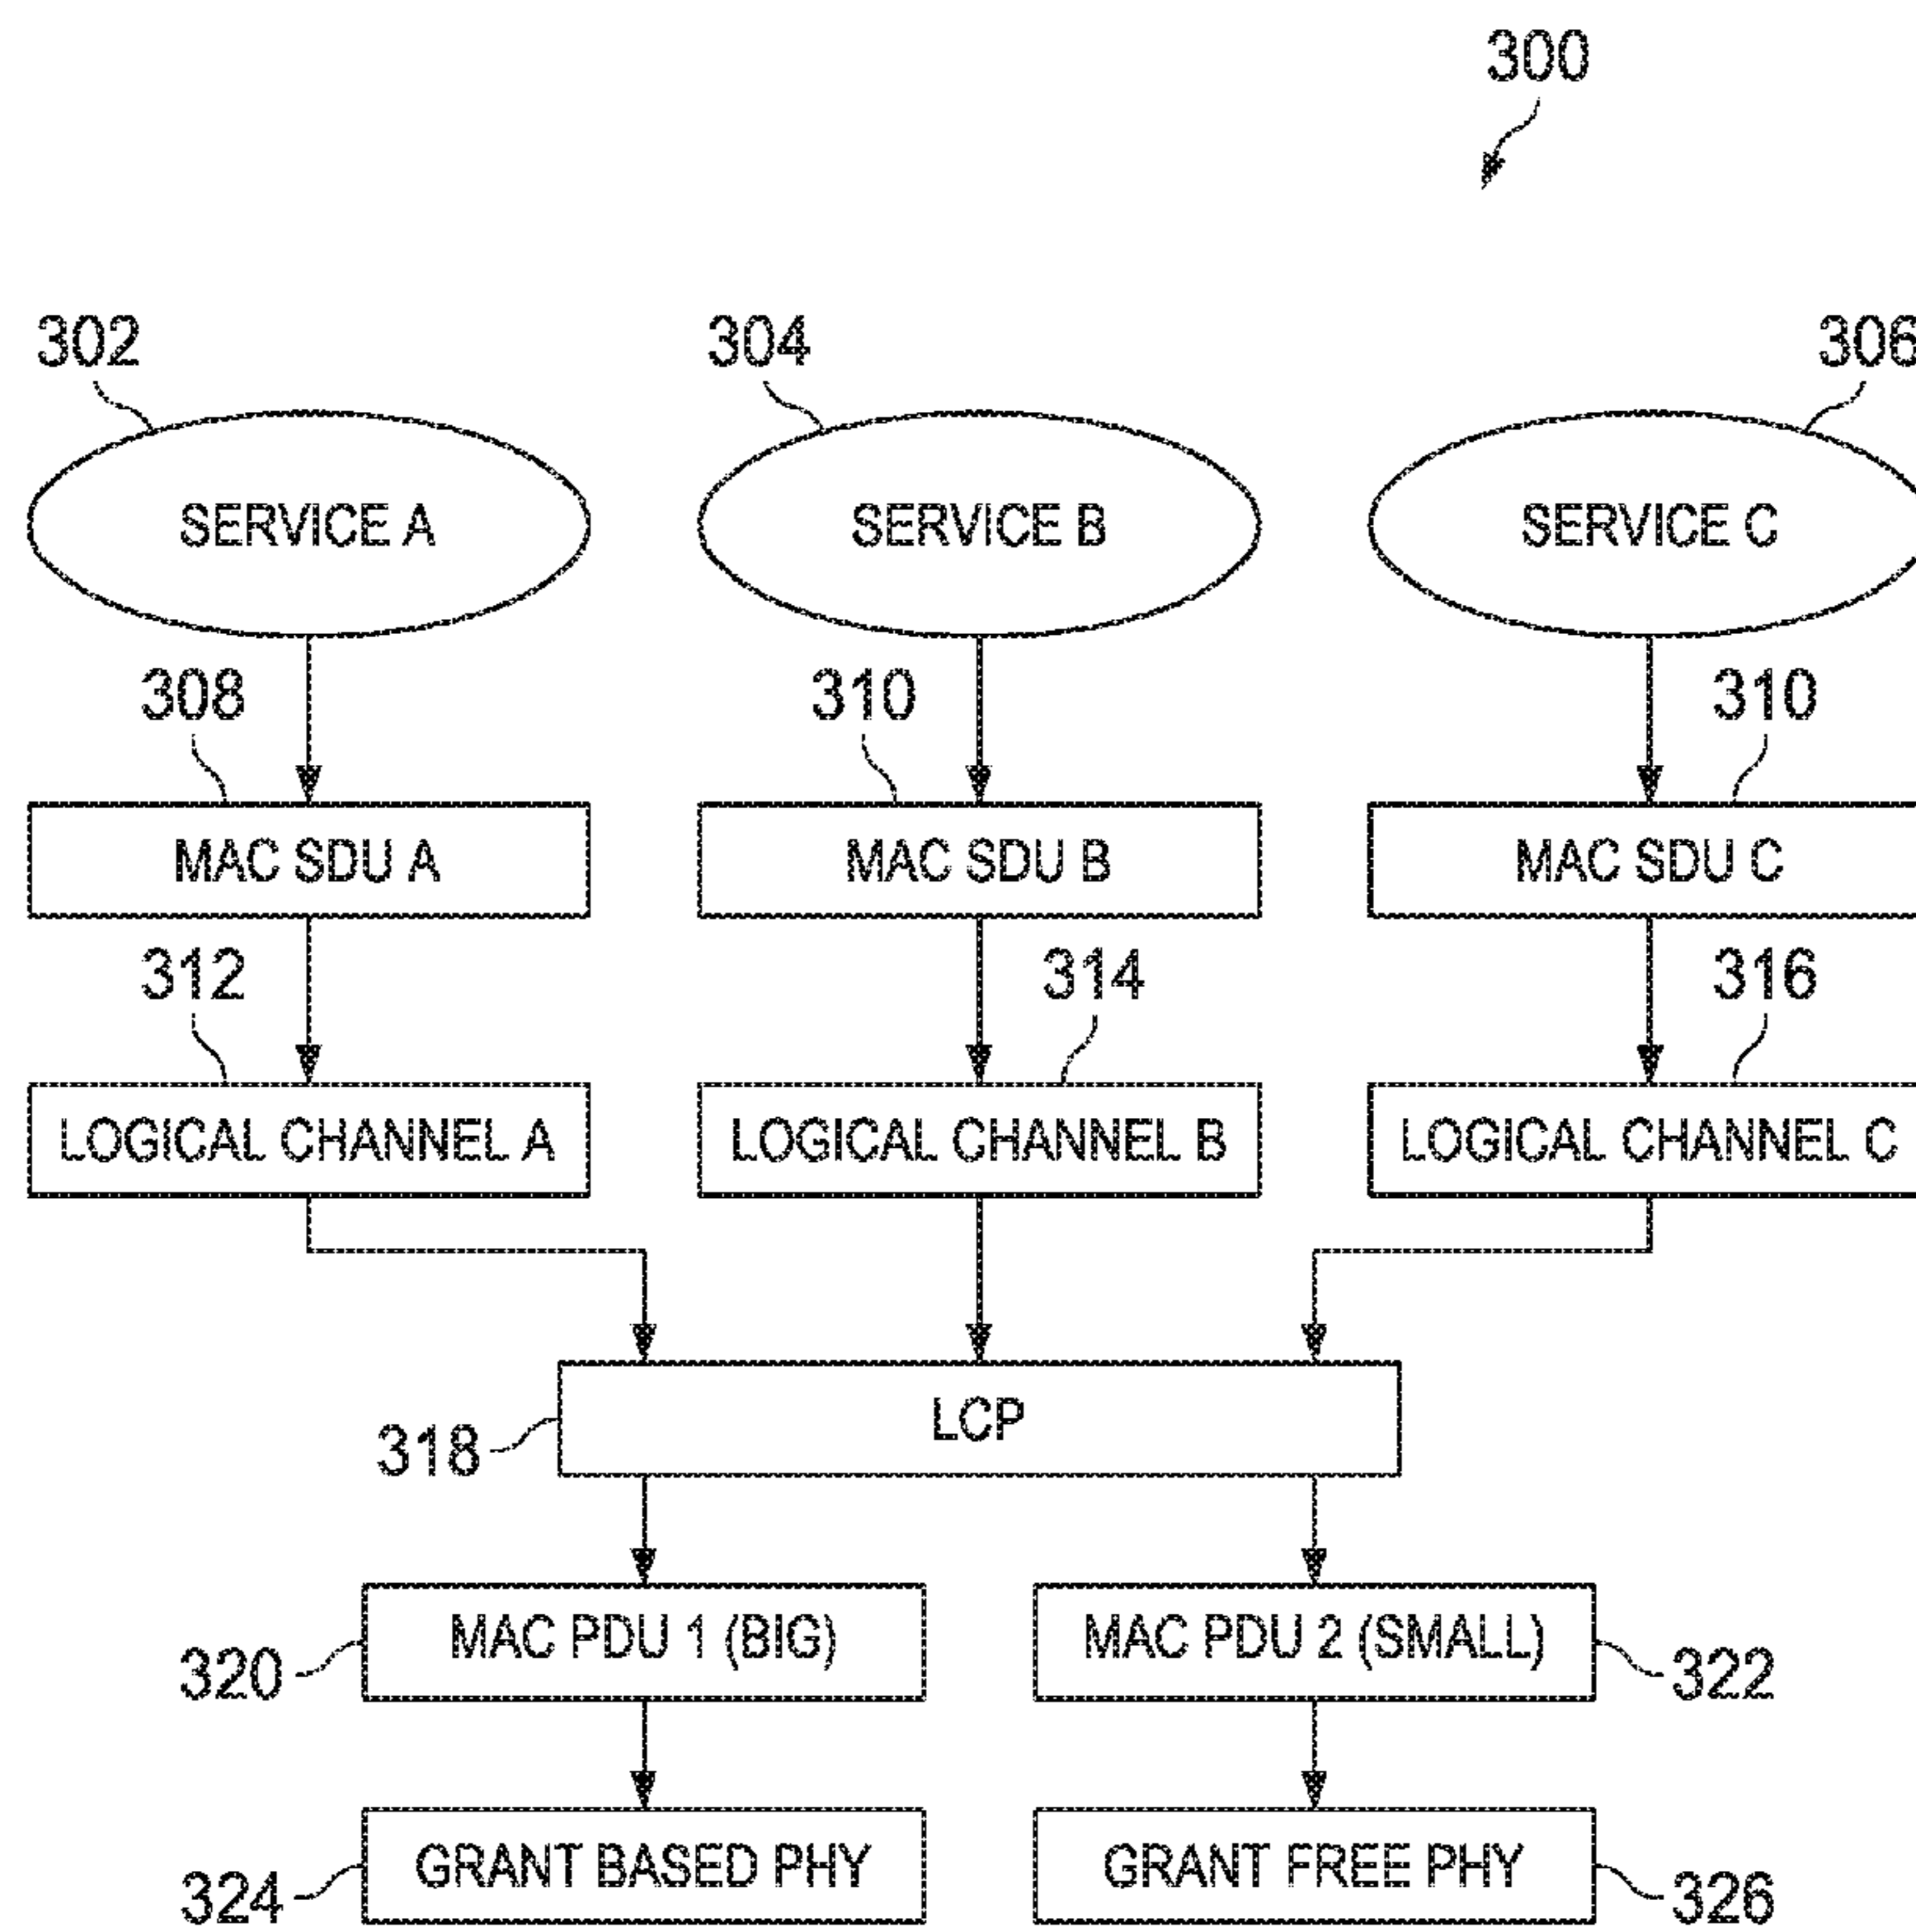 300
302 304 306
SERVICE A SERVICE B SERVICE C
308 310 310
MAC SDU A MAC SDU B MAC SDU C
312 314 316
LOGICAL CHANNEL A LOGICAL CHANNEL B LOGICAL CHANNEL C
LCP
318
MAC PDU 1 (BIG) MAC PDU 2 (SMALL)
320 322
GRANT BASED PHY GRANT FREE PHY
324 326